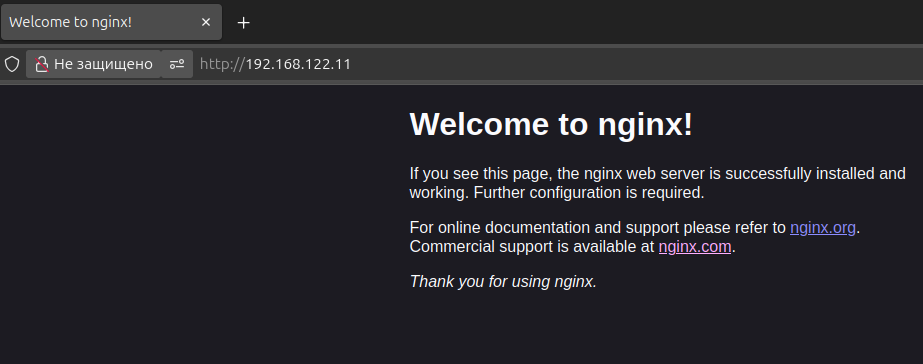 Welcome to nginx!
Не защищено
http://192.168.122.11
Welcome to nginx!
If you see this page, the nginx web server is successfully installed and
working. Further configuration is required.
For online documentation and support please refer to nginx.org.
Commercial support is available at nginx.com.
Thank you for using nginx.